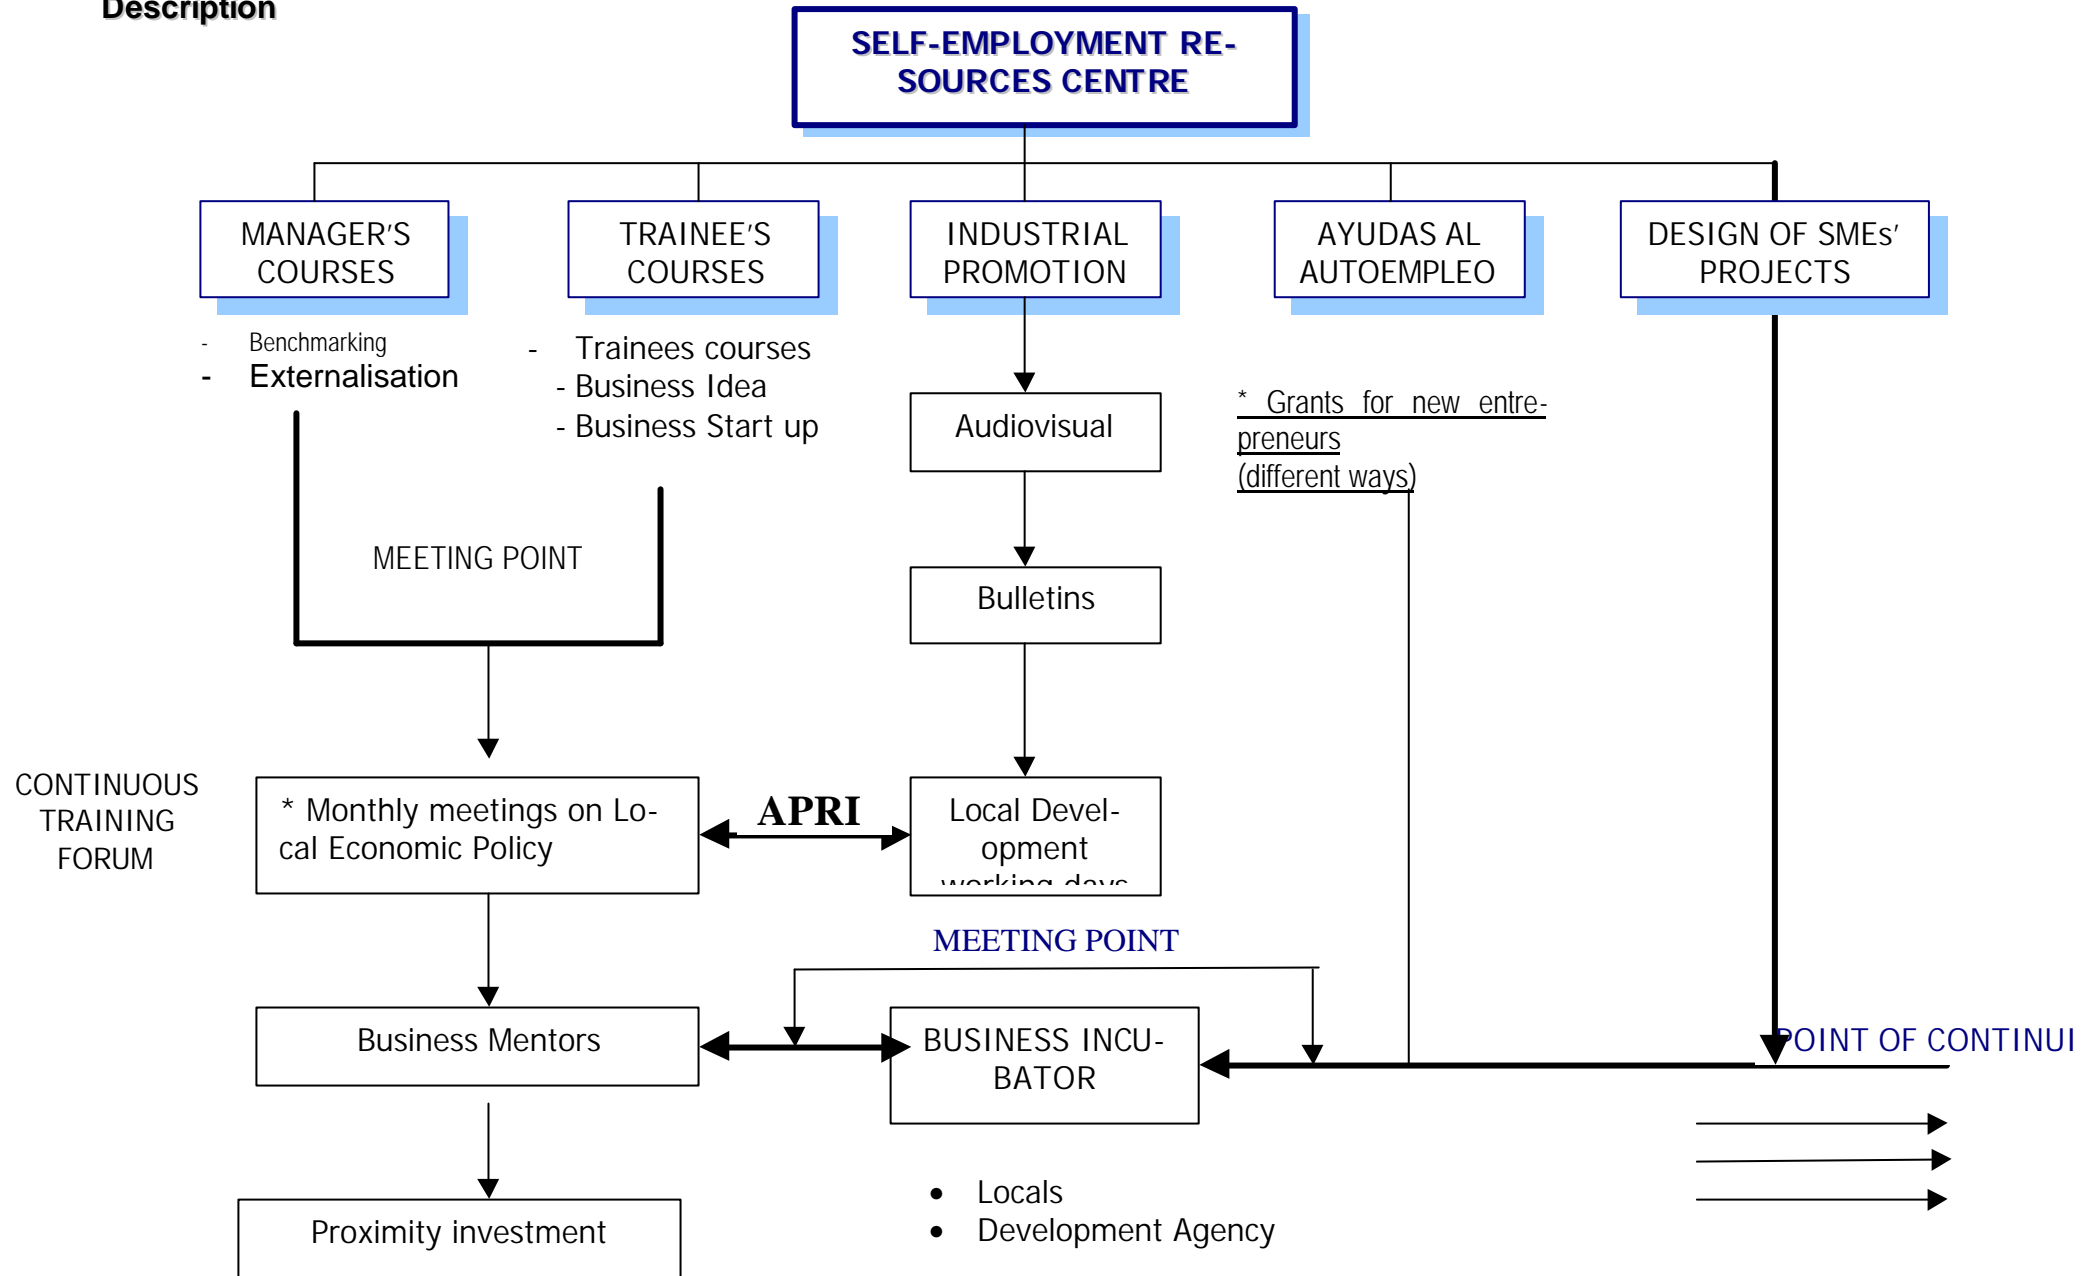 Description
SELF-EMPLOYMENT RE-
SOURCES CENTRE
MANAGER'S
COURSES
TRAINEE'S
COURSES
INDUSTRIAL
PROMOTION
AYUDAS AL
AUTOEMPLEO
DESIGN OF SMEs'
PROJECTS
- Benchmarking
- Externalisation
- Trainees courses
- Business Idea
- Business Start up
Audiovisual
* Grants for new entre-
preneurs
(different ways)
MEETING POINT
Bulletins
CONTINUOUS
TRAINING
FORUM
* Monthly meetings on Lo-
cal Economic Policy
APRI
Local Devel-
opment
working days
MEETING POINT
Business Mentors
BUSINESS INCU-
BATOR
POINT OF CONTINUI
Proximity investment
• Locals
• Development Agency